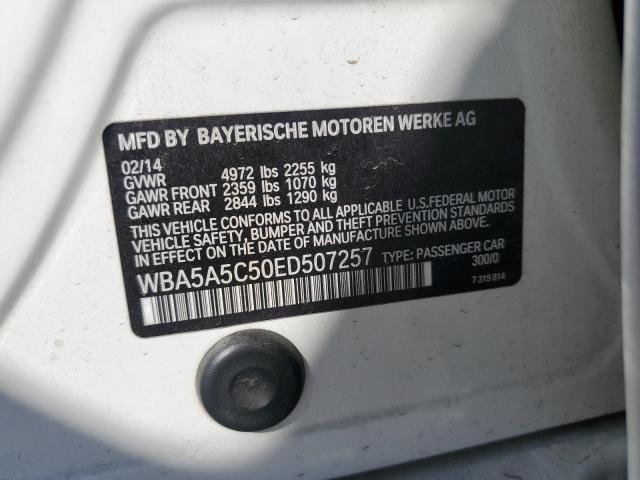 MFD BY BAYERISCHE MOTOREN WERKE AG
02/14
GVWR 4972 lbs 2255 kg
GAWR FRONT 2359 lbs 1070 kg
GAWR REAR 2844 lbs 1290 kg
THIS VEHICLE CONFORMS TO ALL APPLICABLE U.S.FEDERAL MOTOR
VEHICLE SAFETY, BUMPER AND THEFT PREVENTION STANDARDS
IN EFFECT ON THE DATE OF MANUFACTURE SHOWN ABOVE.
WBA5A5C50ED507257 TYPE: PASSENGER CAR
300/0
7 315 814